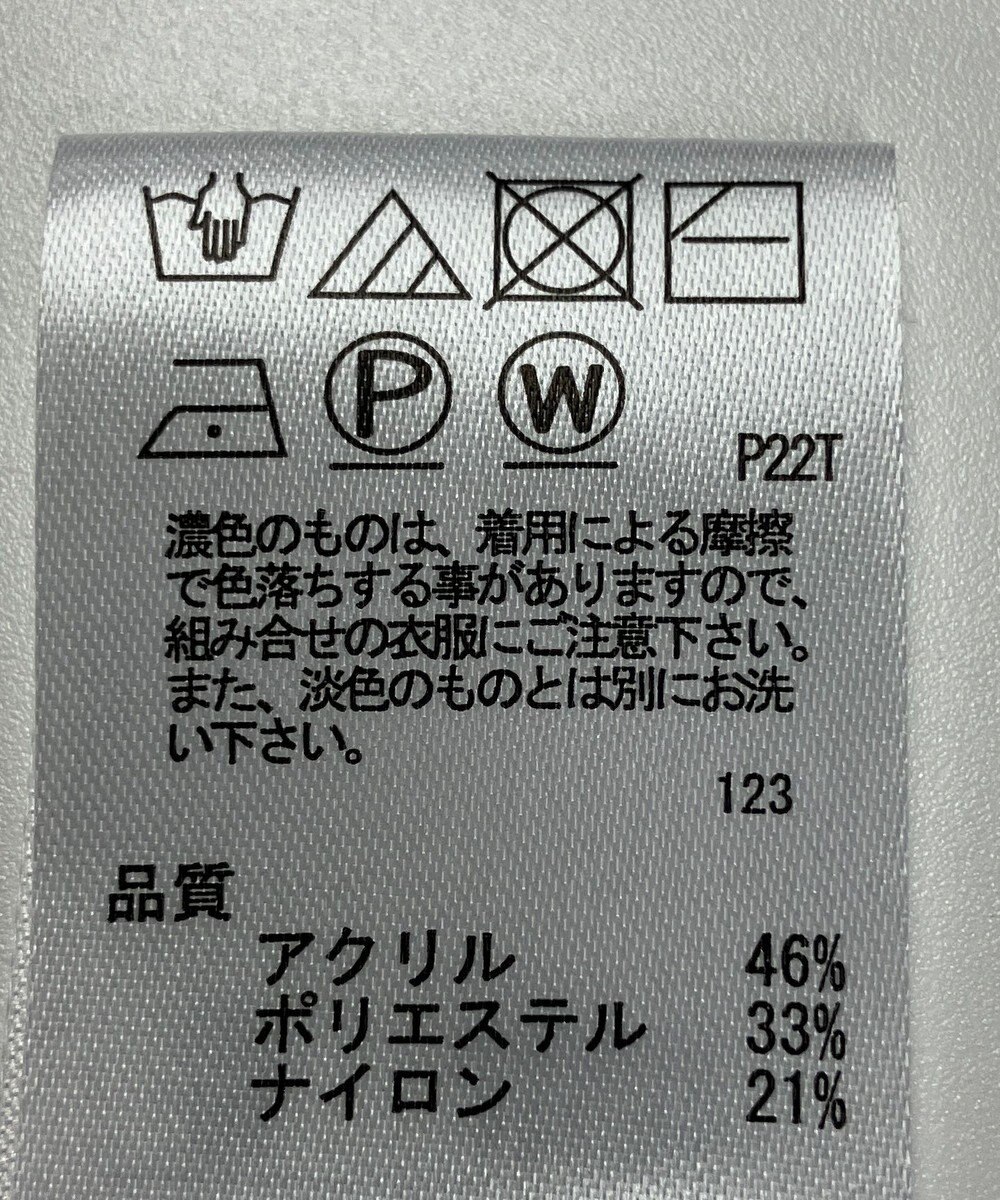 P W
P22T
濃色のものは、着用による摩擦
で色落ちする事がありますので、
組み合せの衣服にご注意下さい。
また、淡色のものとは別にお洗
い下さい。
123
品質
アクリル 46%
ポリエステル 33%
ナイロン 21%